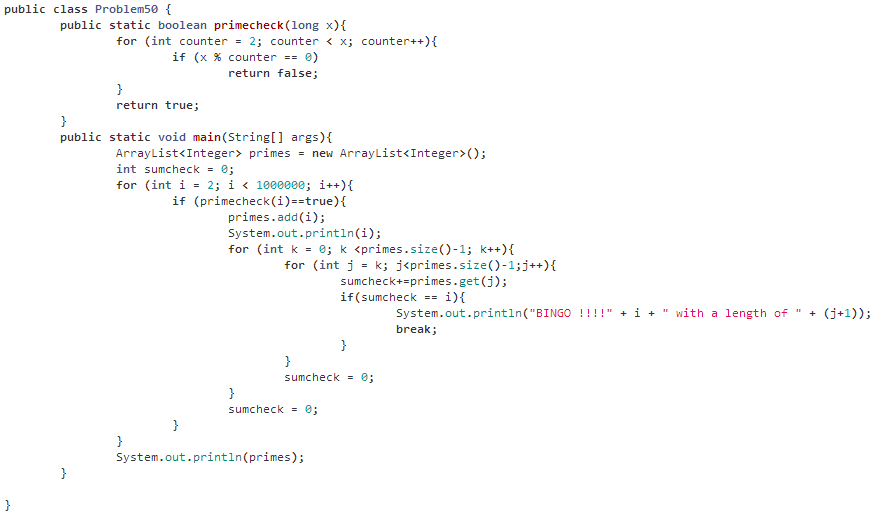 public class Problem50 {
public static boolean primecheck(long x){
for (int counter = 2; counter < x; counter++){
if (x % counter == 0)
return false;
}
return true;
}
public static void main(String[] args){
ArrayList<Integer> primes = new ArrayList<Integer>();
int sumcheck = 0;
for (int i = 2; i < 1000000; i++){
if (primecheck(i)==true){
primes.add(i);
System.out.println(i);
for (int k = 0; k <primes.size()-1; k++){
for (int j = k; j<primes.size()-1;j++){
sumcheck+=primes.get(j);
if(sumcheck == i){
System.out.println("BINGO !!!!" + i + " with a length of " + (j+1));
break;
}
}
sumcheck = 0;
}
sumcheck = 0;
}
}
System.out.println(primes);
}
}